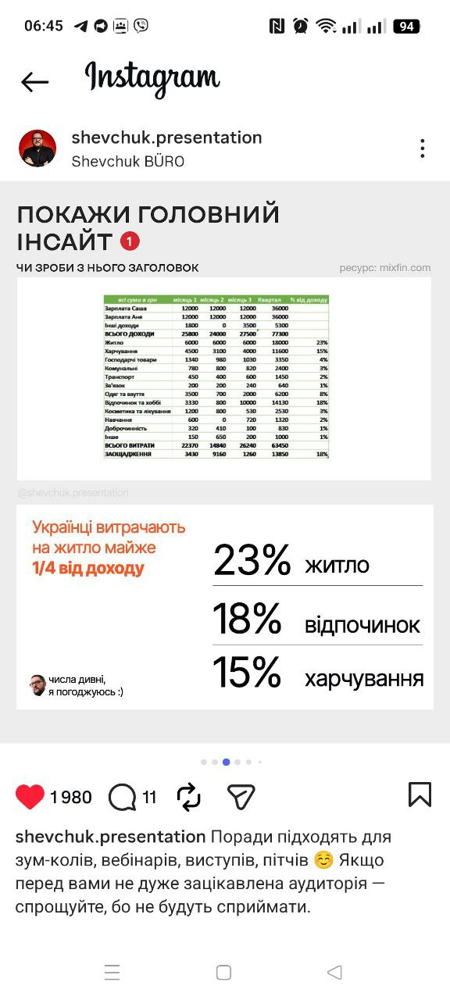 06:45
94
Instagram
shevchuk.presentation
Shevchuk BÜRO
ПОКАЖИ ГОЛОВНИЙ
ІНСАЙТ 1
ЧИ ЗРОБИ З НЬОГО ЗАГОЛОВОК
ресурс: mixfin.com
всі суми в грн місяць 1 місяць 2 місяць 3 Квартал % від доходу
Зарплата Саша 12000 12000 12000 36000
Зарплата Аня 12000 12000 12000 36000
Інші доходи 1800 0 3500 5300
ВСЬОГО ДОХОДИ 25800 24000 27500 77300
Житло 6000 6000 6000 18000 23%
Харчування 4500 3100 4000 11600 15%
Господарчі товари 1340 980 1030 3350 4%
Комунальні 780 800 820 2400 3%
Транспорт 450 400 600 1450 2%
Зв'язок 200 200 240 640 1%
Одяг та взуття 3500 700 2000 6200 8%
Відпочинок та хоббі 3330 800 10000 14130 18%
Косметика та лікування 1200 800 530 2530 3%
Навчання 600 0 720 1320 2%
Доброчинність 320 410 100 830 1%
Інше 150 650 200 1000 1%
ВСЬОГО ВИТРАТИ 22370 14840 26240 63450
ЗАОЩАДЖЕННЯ 3430 9160 1260 13850 18%
@shevchuk.presentation
Українці витрачають
на житло майже
1/4 від доходу
23% житло
18% відпочинок
15% харчування
числа дивні,
я погоджуюсь :)
1 980 11
shevchuk.presentation Поради підходять для
зум-колів, вебінарів, виступів, пітчів ☺️ Якщо
перед вами не дуже зацікавлена аудиторія —
спрощуйте, бо не будуть сприймати.